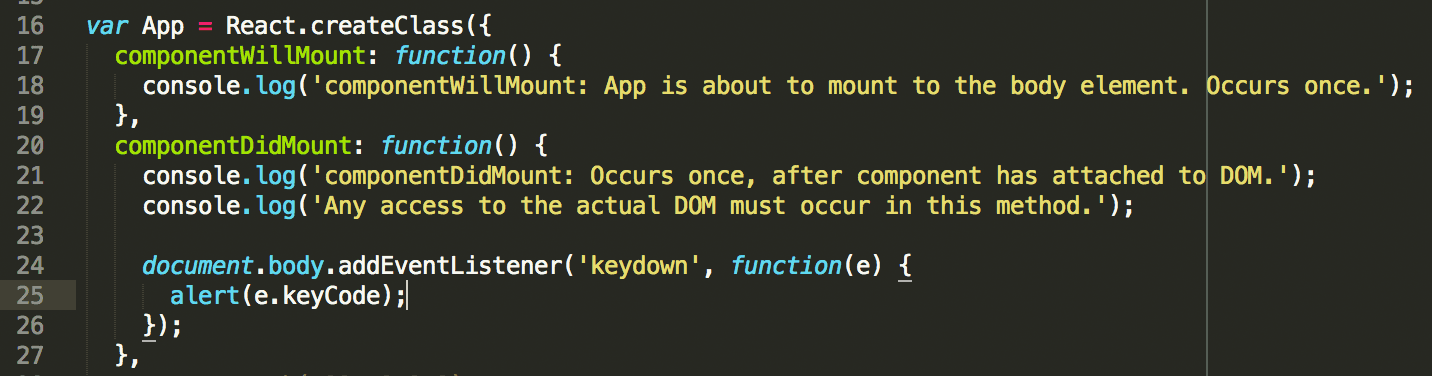 16 var App = React.createClass({
17 componentWillMount: function() {
18 console.log('componentWillMount: App is about to mount to the body element. Occurs once.');
19 },
20 componentDidMount: function() {
21 console.log('componentDidMount: Occurs once, after component has attached to DOM.');
22 console.log('Any access to the actual DOM must occur in this method.');
23
24 document.body.addEventListener('keydown', function(e) {
25 alert(e.keyCode);
26 });
27 },